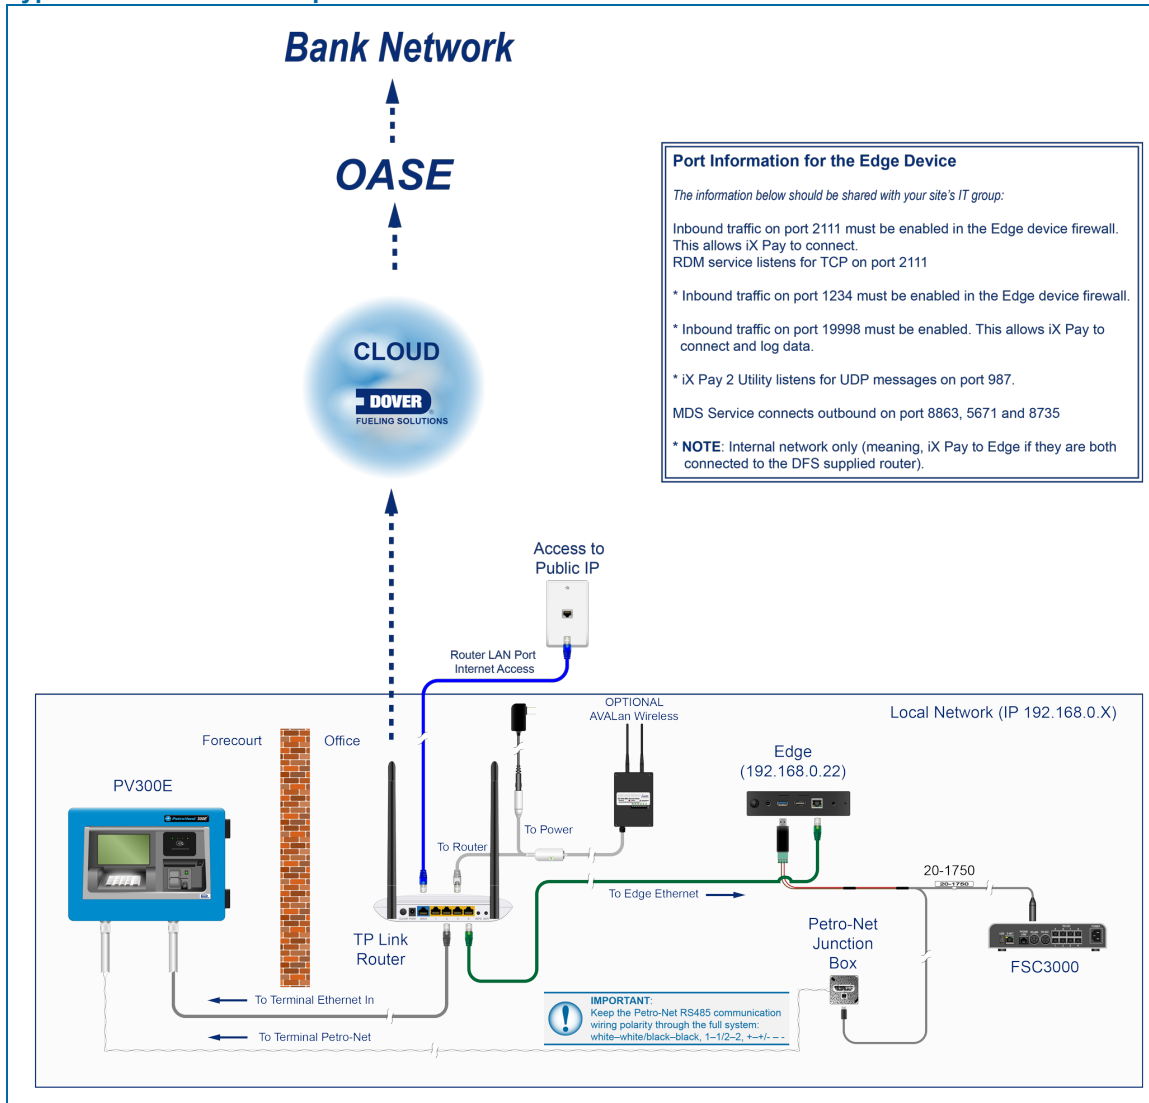 Bank Network
OASE
CLOUD
DOVER
FUELING SOLUTIONS
Port Information for the Edge Device
The information below should be shared with your site's IT group:
Inbound traffic on port 2111 must be enabled in the Edge device firewall.
This allows iX Pay to connect.
RDM service listens for TCP on port 2111
* Inbound traffic on port 1234 must be enabled in the Edge device firewall.
* Inbound traffic on port 19998 must be enabled. This allows iX Pay to
connect and log data.
* iX Pay 2 Utility listens for UDP messages on port 987.
MDS Service connects outbound on port 8863, 5671 and 8735
* NOTE: Internal network only (meaning, iX Pay to Edge if they are both
connected to the DFS supplied router).
Access to
Public IP
Router LAN Port
Internet Access
OPTIONAL
AVALan Wireless
Local Network (IP 192.168.0.X)
Forecourt
Office
Edge
(192.168.0.22)
PV300E
To Power
To Router
To Edge Ethernet
20-1750
20-1750
TP Link
Router
Petro-Net
Junction
Box
FSC3000
To Terminal Ethernet In
To Terminal Petro-Net
IMPORTANT:
Keep the Petro-Net RS485 communication
wiring polarity through the full system:
white–white/black–black, 1–1/2–2, +–+/- – -